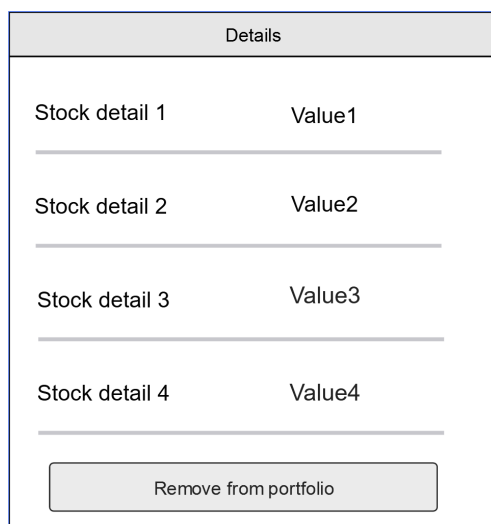 Details
Stock detail 1 Value1
Stock detail 2 Value2
Stock detail 3 Value3
Stock detail 4 Value4
Remove from portfolio